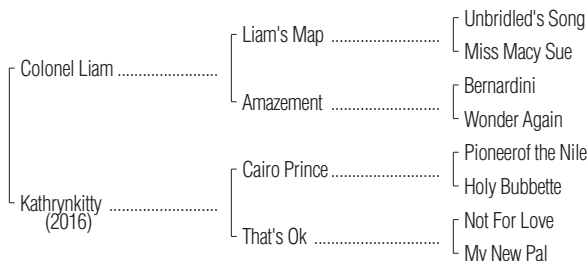 Unbridled's Song
Liam's Map
Miss Macy Sue
Colonel Liam
Bernardini
Amazement
Wonder Again
Pioneerof the Nile
Cairo Prince
Holy Bubbette
Kathrynkitty
(2016)
Not For Love
That's Ok
My New Pal